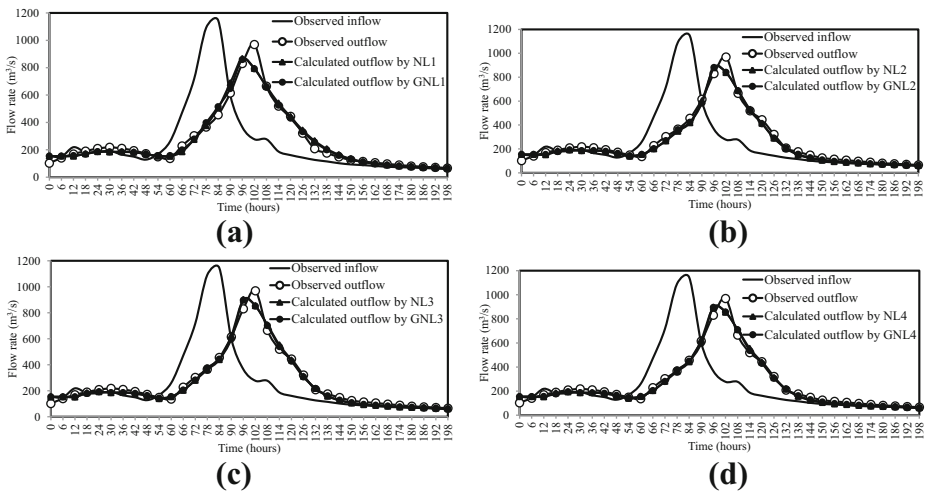 1200
1000
800
600
400
200
0
Flow rate (m³/s)
Observed inflow
Observed outflow
Calculated outflow by NL1
Calculated outflow by GNL1
0 6 12 18 24 30 36 42 48 54 60 66 72 78 84 90 96 102 108 114 120 126 132 138 144 150 156 162 168 174 180 186 192 198
Time (hours)
(a)
1200
1000
800
600
400
200
0
Flow rate (m³/s)
Observed inflow
Observed outflow
Calculated outflow by NL2
Calculated outflow by GNL2
0 6 12 18 24 30 36 42 48 54 60 66 72 78 84 90 96 102 108 114 120 126 132 138 144 150 156 162 168 174 180 186 192 198
Time (hours)
(b)
1200
1000
800
600
400
200
0
Flow rate (m³/s)
Observed inflow
Observed outflow
Calculated outflow by NL3
Calculated outflow by GNL3
0 6 12 18 24 30 36 42 48 54 60 66 72 78 84 90 96 102 108 114 120 126 132 138 144 150 156 162 168 174 180 186 192 198
Time (hours)
(c)
1200
1000
800
600
400
200
0
Flow rate (m³/s)
Observed inflow
Observed outflow
Calculated outflow by NL4
Calculated outflow by GNL4
0 6 12 18 24 30 36 42 48 54 60 66 72 78 84 90 96 102 108 114 120 126 132 138 144 150 156 162 168 174 180 186 192 198
Time (hours)
(d)